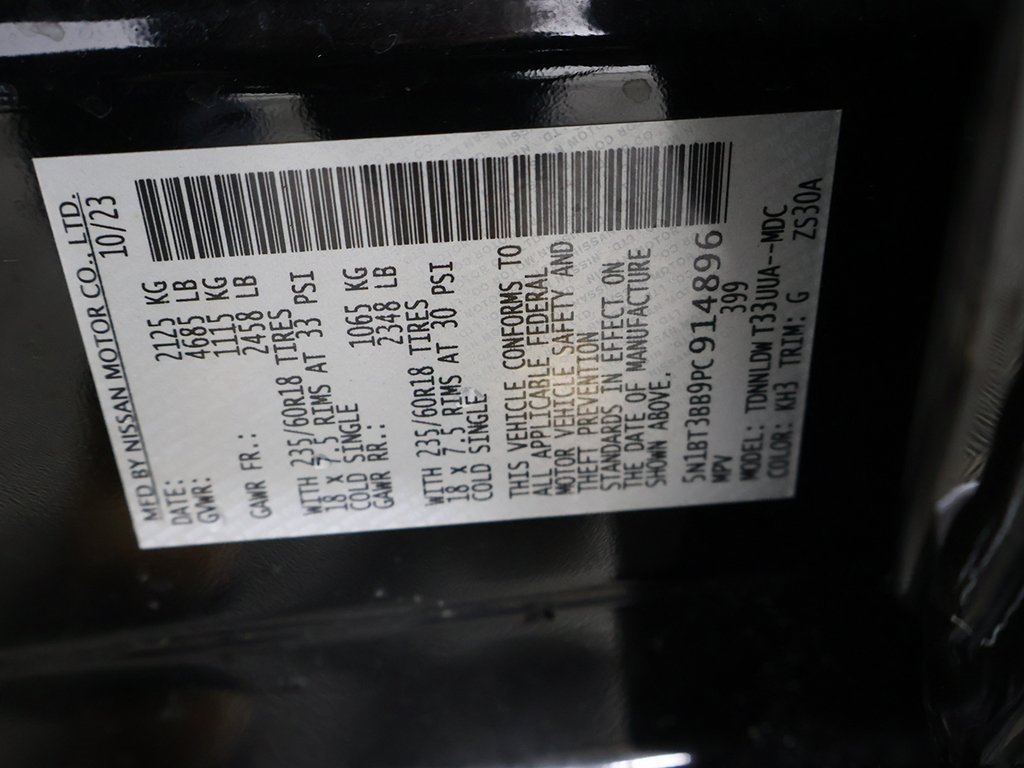 MFD BY NISSAN MOTOR CO., LTD.
DATE: 10/23
GVWR: 2125 KG
4685 LB
1115 KG
GAWR FR.: 2458 LB
WITH 235/60R18 TIRES
18 X 7.5 RIMS AT 33 PSI
COLD SINGLE
GAWR RR.: 1065 KG
2348 LB
WITH 235/60R18 TIRES
18 X 7.5 RIMS AT 30 PSI
COLD SINGLE
THIS VEHICLE CONFORMS TO
ALL APPLICABLE FEDERAL
MOTOR VEHICLE SAFETY AND
THEFT PREVENTION
STANDARDS IN EFFECT ON
THE DATE OF MANUFACTURE
SHOWN ABOVE.
5N1BT3BB9PC914896
MPV 399
MODEL: TDNNLDWT33UUA--MDC
COLOR: KH3 TRIM: G ZS30A